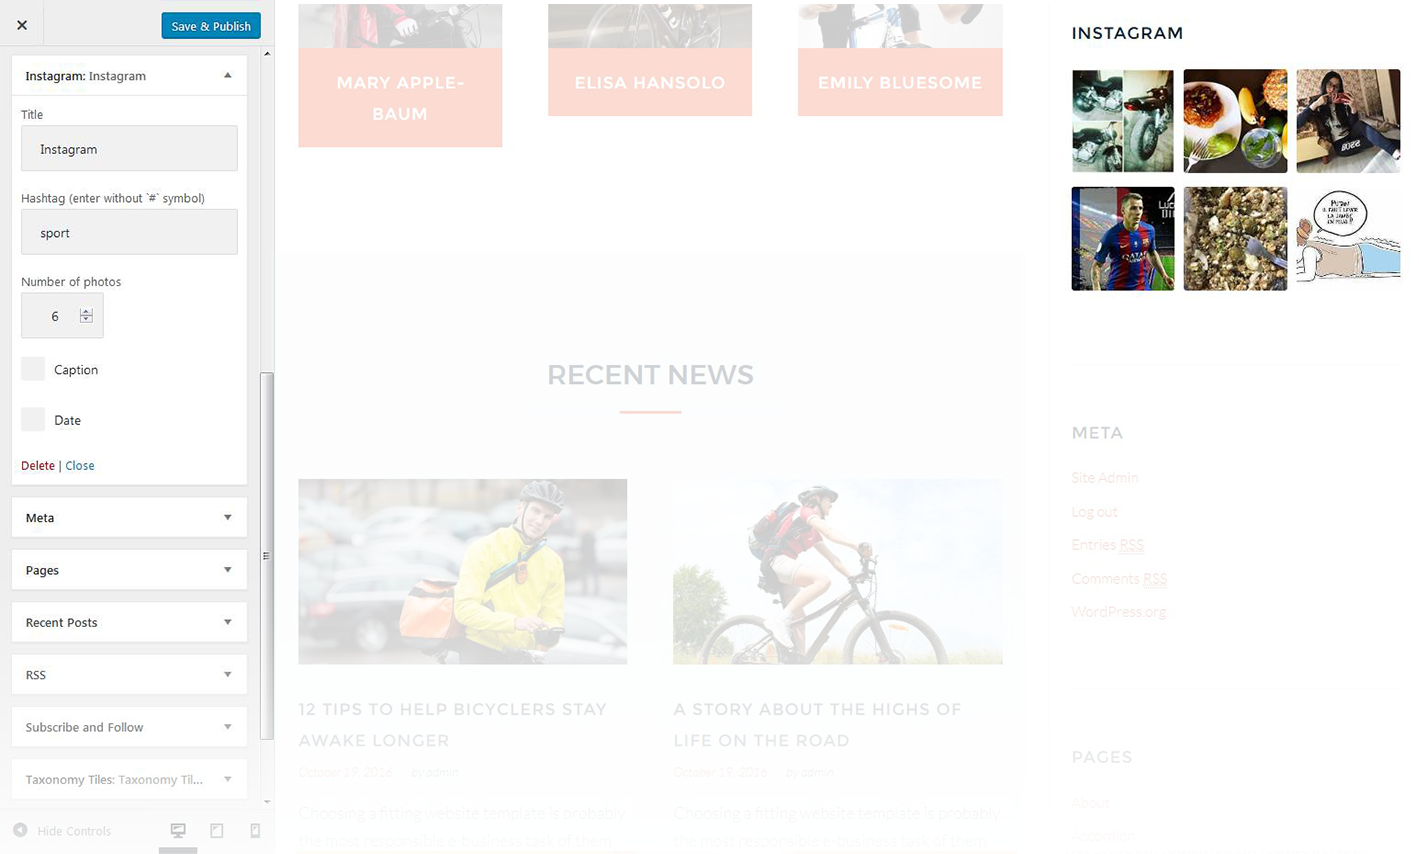 Save & Publish
Instagram: Instagram
Title
Instagram
Hashtag (enter without `#` symbol)
sport
Number of photos
6
Caption
Date
Delete | Close
Meta
Pages
Recent Posts
RSS
Subscribe and Follow
Taxonomy Tiles: Taxonomy Til...
Hide Controls
MARY APPLE-
BAUM
ELISA HANSOLO
EMILY BLUESOME
RECENT NEWS
12 TIPS TO HELP BICYCLERS STAY
AWAKE LONGER
October 19, 2016 by admin
Choosing a fitting website template is probably
the most responsible e-business task of them
A STORY ABOUT THE HIGHS OF
LIFE ON THE ROAD
October 19, 2016 by admin
Choosing a fitting website template is probably
the most responsible e-business task of them
INSTAGRAM
META
Site Admin
Log out
Entries RSS
Comments RSS
WordPress.org
PAGES
About